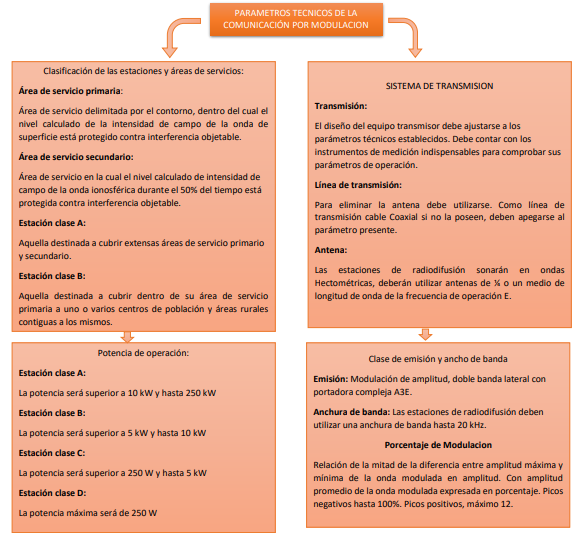 PARAMETROS TECNICOS DE LA
COMUNICACIÓN POR MODULACION
Clasificación de las estaciones y áreas de servicios:
Área de servicio primaria:
Área de servicio delimitada por el contorno, dentro del cual el
nivel calculado de la intensidad de campo de la onda de
superficie está protegido contra interferencia objetable.
Área de servicio secundario:
Área de servicio en la cual el nivel calculado de intensidad de
campo de la onda ionosférica durante el 50% del tiempo está
protegida contra interferencia objetable.
Estación clase A:
Aquella destinada a cubrir extensas áreas de servicio primario
y secundario.
Estación clase B:
Aquella destinada a cubrir dentro de su área de servicio
primaria a uno o varios centros de población y áreas rurales
contiguas a los mismos.
Potencia de operación:
Estación clase A:
La potencia será superior a 10 kW y hasta 250 kW
Estación clase B:
La potencia será superior a 5 kW y hasta 10 kW
Estación clase C:
La potencia será superior a 250 W y hasta 5 kW
Estación clase D:
La potencia máxima será de 250 W
SISTEMA DE TRANSMISION
Transmisión:
El diseño del equipo transmisor debe ajustarse a los
parámetros técnicos establecidos. Debe contar con los
instrumentos de medición indispensables para comprobar sus
parámetros de operación.
Línea de transmisión:
Para eliminar la antena debe utilizarse. Como línea de
transmisión cable Coaxial si no la poseen, deben apegarse al
parámetro presente.
Antena:
Las estaciones de radiodifusión sonarán en ondas
Hectométricas, deberán utilizar antenas de ¼ o un medio de
longitud de onda de la frecuencia de operación E.
Clase de emisión y ancho de banda
Emisión: Modulación de amplitud, doble banda lateral con
portadora compleja A3E.
Anchura de banda: Las estaciones de radiodifusión deben
utilizar una anchura de banda hasta 20 kHz.
Porcentaje de Modulacion
Relación de la mitad de la diferencia entre amplitud máxima y
mínima de la onda modulada en amplitud. Con amplitud
promedio de la onda modulada expresada en porcentaje. Picos
negativos hasta 100%. Picos positivos, máximo 12.